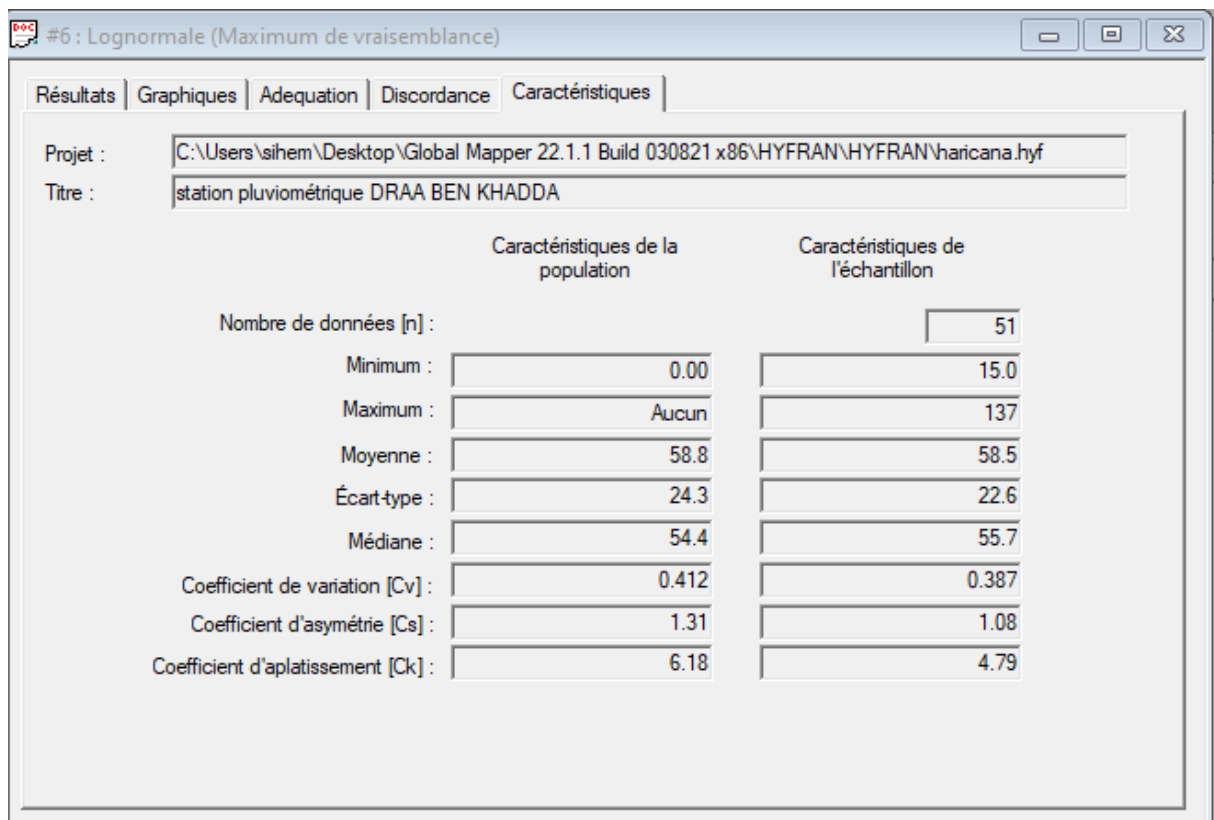 #6 : Lognormale (Maximum de vraisemblance)
Résultats Graphiques Adequation Discordance Caractéristiques
Projet : C:\Users\sihem\Desktop\Global Mapper 22.1.1 Build 030821 x86\HYFRAN\HYFRAN\haricana.hyf
Titre : station pluviométrique DRAA BEN KHADDA
Caractéristiques de la population
Caractéristiques de l'échantillon
Nombre de données [n] : 51
Minimum : 0.00 15.0
Maximum : Aucun 137
Moyenne : 58.8 58.5
Écart-type : 24.3 22.6
Médiane : 54.4 55.7
Coefficient de variation [Cv] : 0.412 0.387
Coefficient d'asymétrie [Cs] : 1.31 1.08
Coefficient d'aplatissement [Ck] : 6.18 4.79